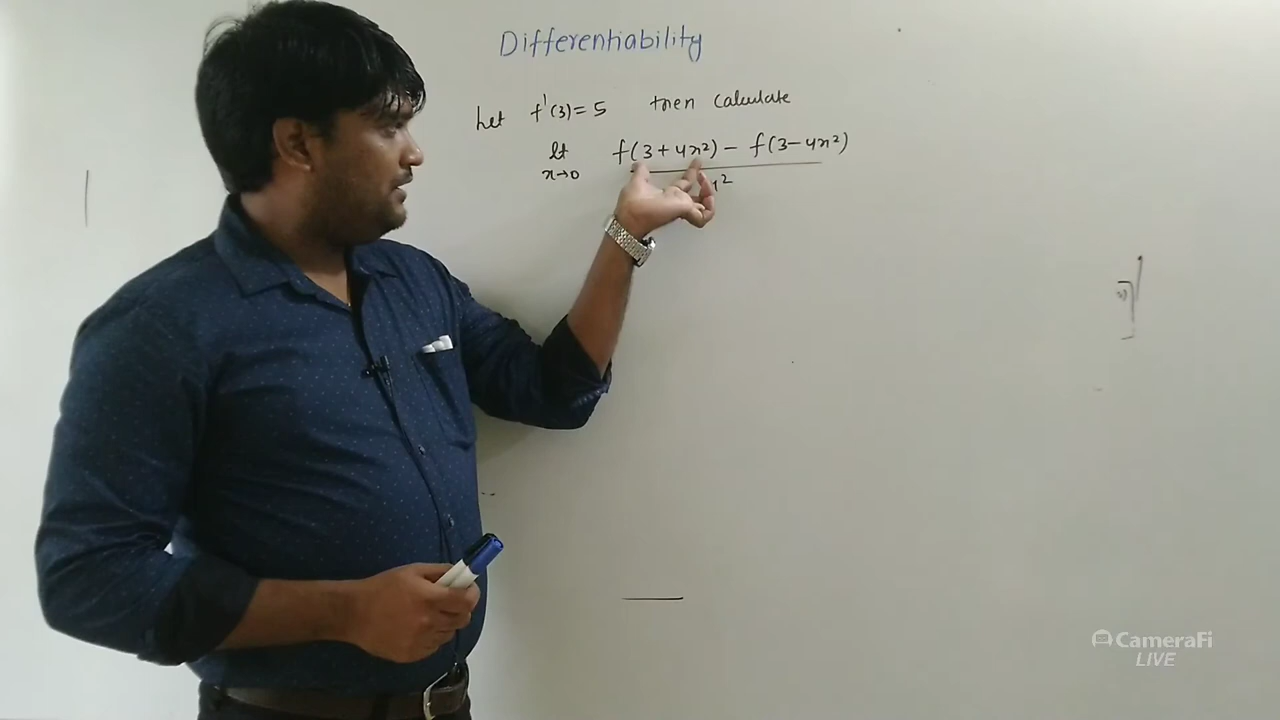 Differentiability
Let f'(3) = 5 then calculate
lt f(3+4x²) - f(3-4x²)
x→0 x²
CameraFi
LIVE